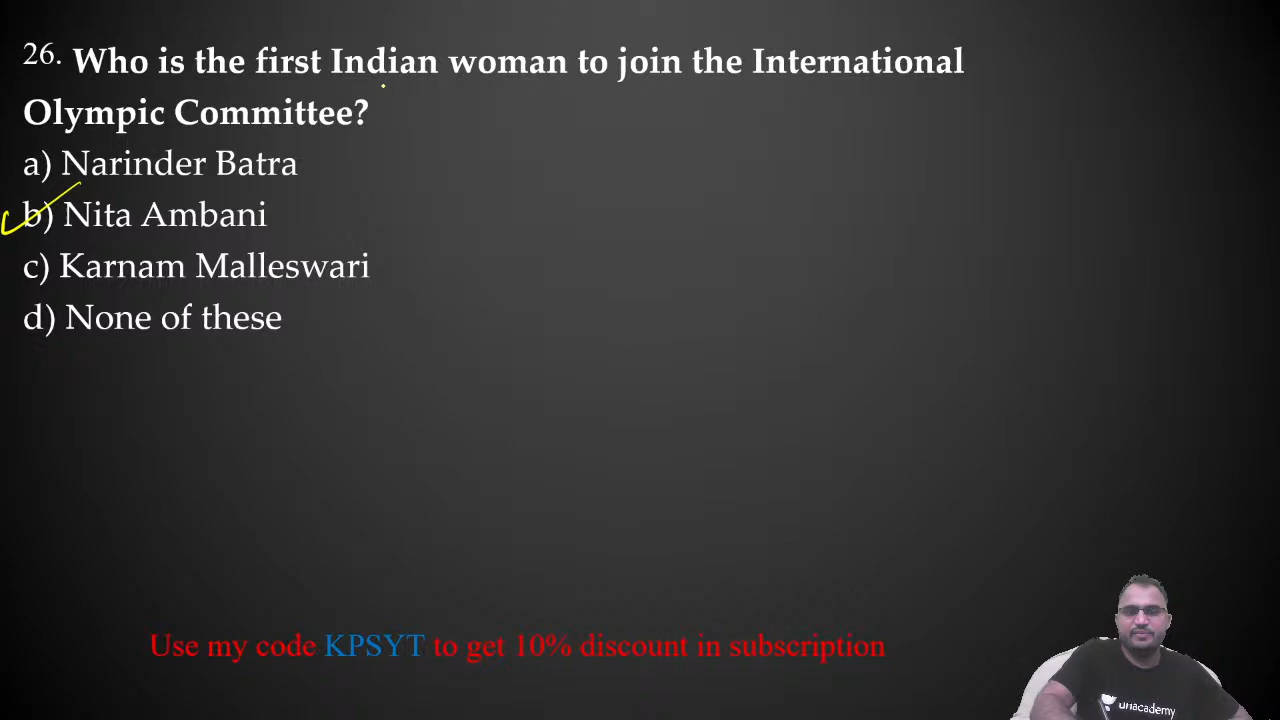 26. Who is the first Indian woman to join the International
Olympic Committee?
a) Narinder Batra
b) Nita Ambani
c) Karnam Malleswari
d) None of these
Use my code KPSYT to get 10% discount in subscription
unacademy